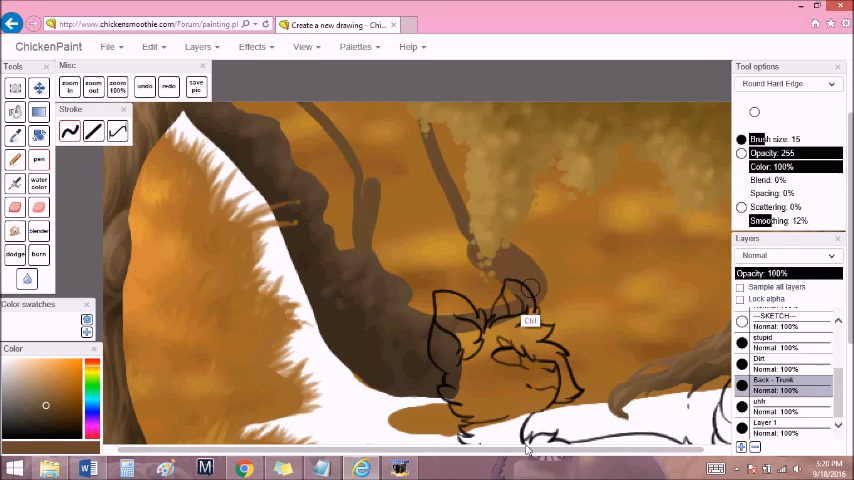 http://www.chickensmoothie.com/Forum/painting.pl
Create a new drawing - Chi...
ChickenPaint
File
Edit
Layers
Effects
View
Palettes
Help
Tools
Misc
zoom in
zoom out
zoom 100%
undo
redo
save pic
Stroke
pen
water color
blender
dodge
burn
Color swatches
Color
Ctrl
Tool options
Round Hard Edge
Brush size: 15
Opacity: 255
Color: 100%
Blend: 0%
Spacing: 0%
Scattering: 0%
Smoothing: 12%
Layers
Normal
Opacity: 100%
Sample all layers
Lock alpha
---SKETCH---
Normal: 100%
stupid
Normal: 100%
Dirt
Normal: 100%
Back - Trunk
Normal: 100%
uhh
Normal: 100%
Layer 1
Normal: 100%
3:20 PM
9/18/2016